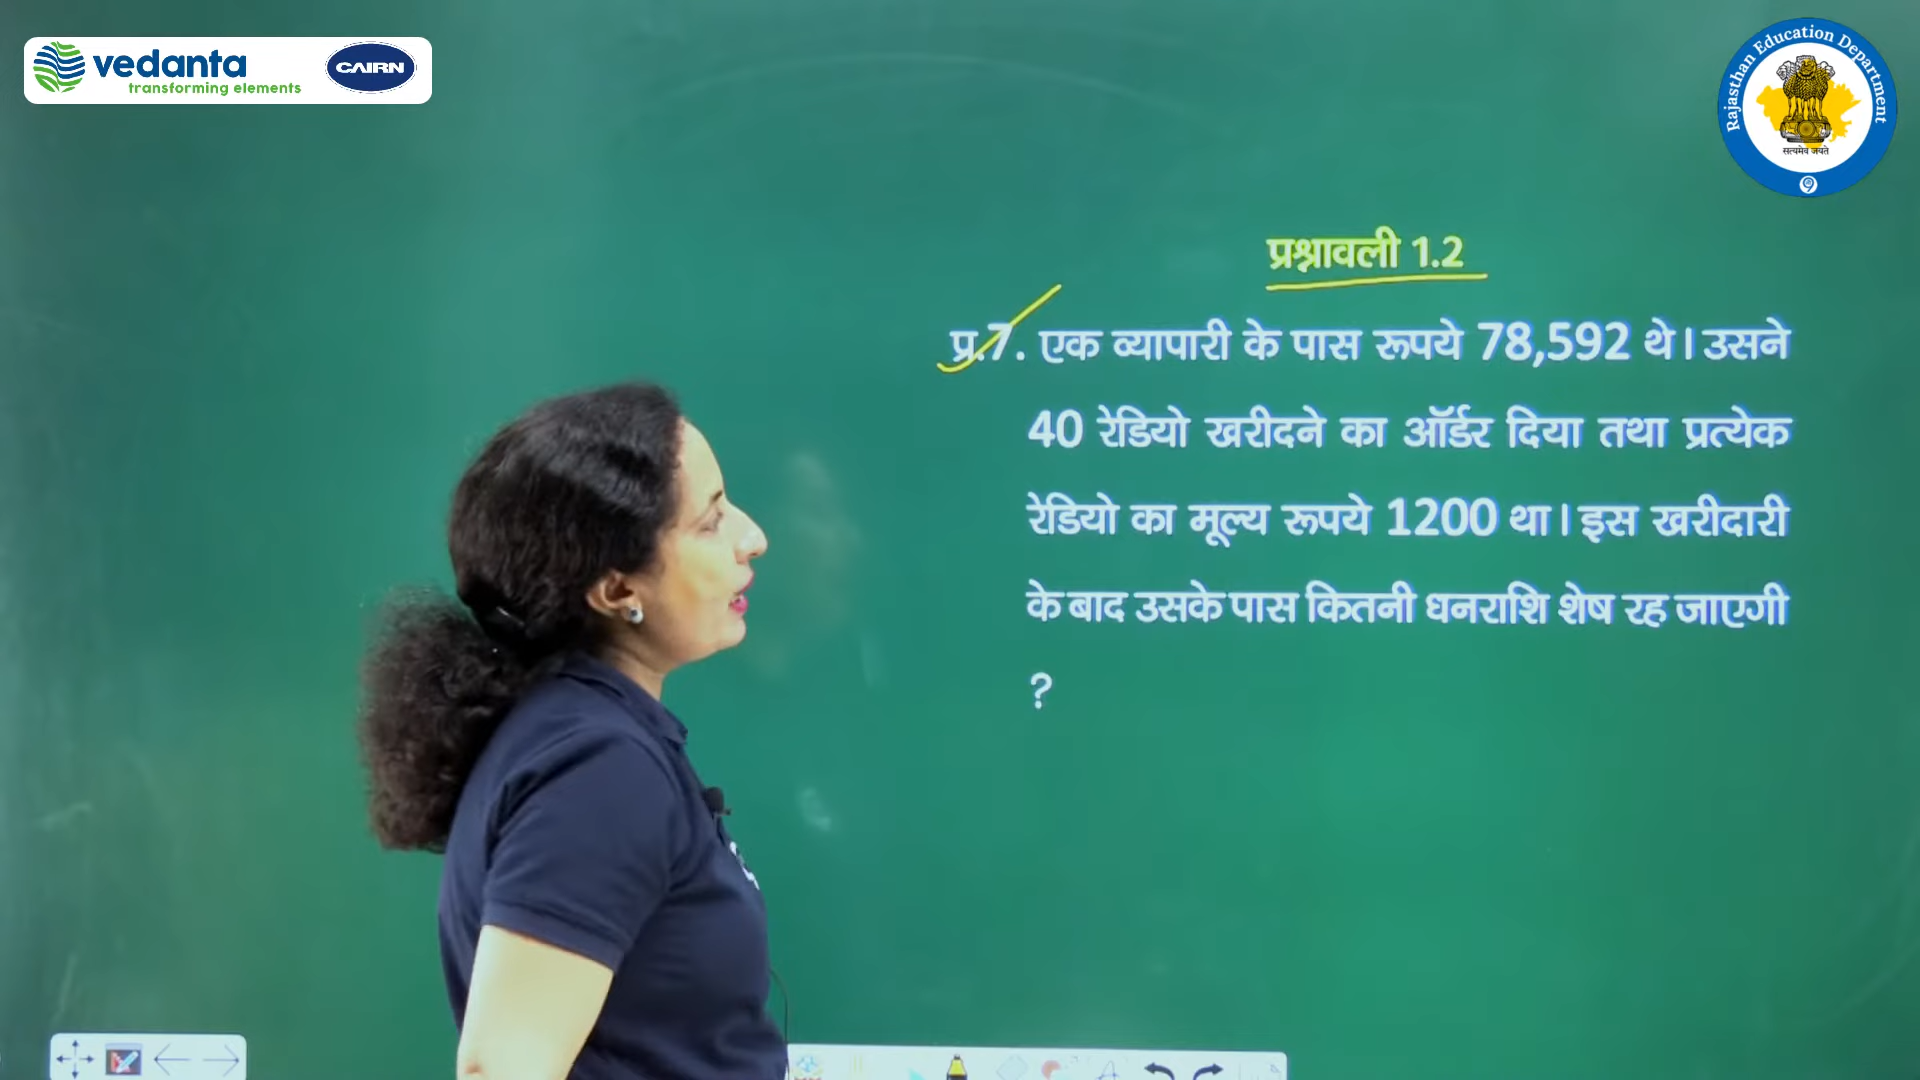 vedanta
transforming elements
CAIRN
Rajasthan Education Department
सत्यमेव जयते
प्रश्नावली 1.2
प्र.7. एक व्यापारी के पास रूपये 78,592 थे। उसने
40 रेडियो खरीदने का ऑर्डर दिया तथा प्रत्येक
रेडियो का मूल्य रूपये 1200 था। इस खरीदारी
के बाद उसके पास कितनी धनराशि शेष रह जाएगी
?